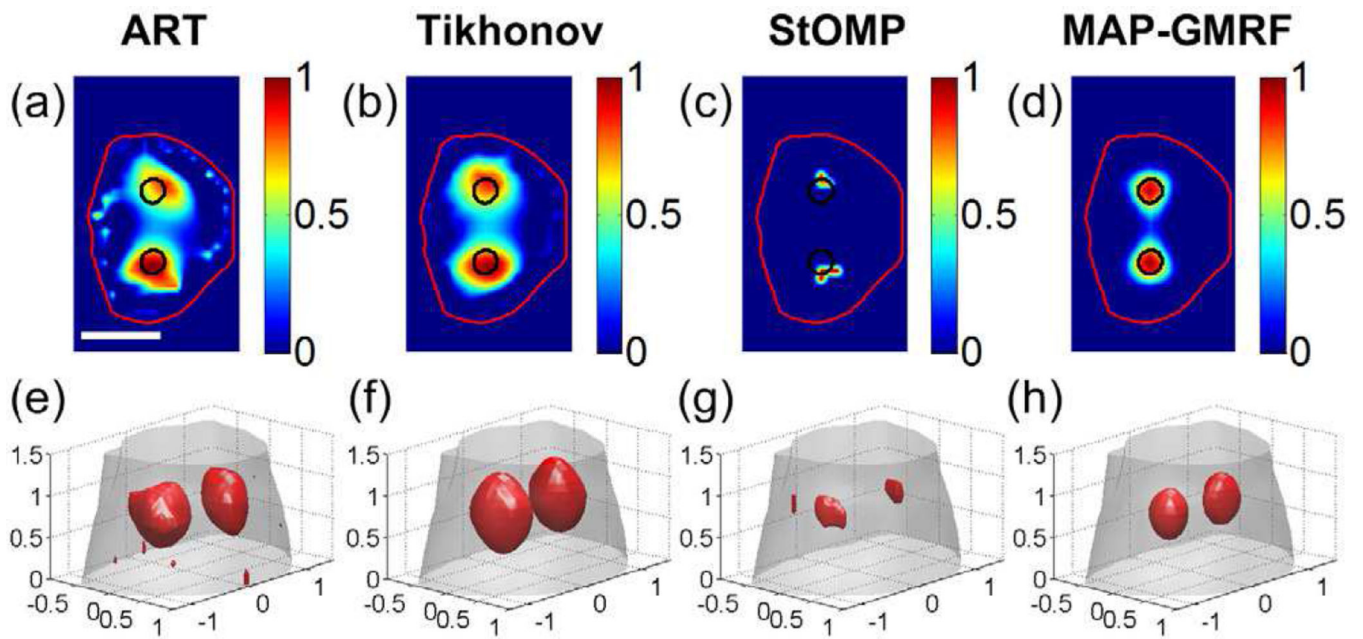 ART Tikhonov StOMP MAP-GMRF
(a) 1 (b) 1 (c) 1 (d) 1
0.5 0.5 0.5 0.5
0 0 0 0
(e) (f) (g) (h)
1.5 1.5 1.5 1.5
1 1 1 1
0.5 0.5 0.5 0.5
0 1 0 1 0 1 0 1
-0.5 0 0.5 1 -1 0 -0.5 0 0.5 1 -1 0 -0.5 0 0.5 1 -1 0 -0.5 0 0.5 1 -1 0